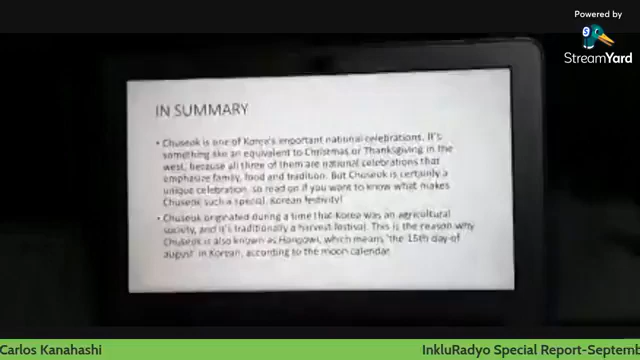 Powered by
StreamYard
IN SUMMARY
• Chuseok is one of Korea's important national celebrations. It's
something like an equivalent to Christmas or Thanksgiving in the
west, because all three of them are national celebrations that
emphasize family, food and tradition. But Chuseok is certainly a
unique celebration, so read on if you want to know what makes
Chuseok such a special, Korean festivity!
• Chuseok originated during a time that Korea was an agricultural
society, and it's traditionally a harvest festival. This is the reason why
Chuseok is also known as Hangawi, which means 'the 15th day of
august' in Korean, according to the moon calendar
Carlos Kanahashi
InkluRadyo Special Report-Septemb